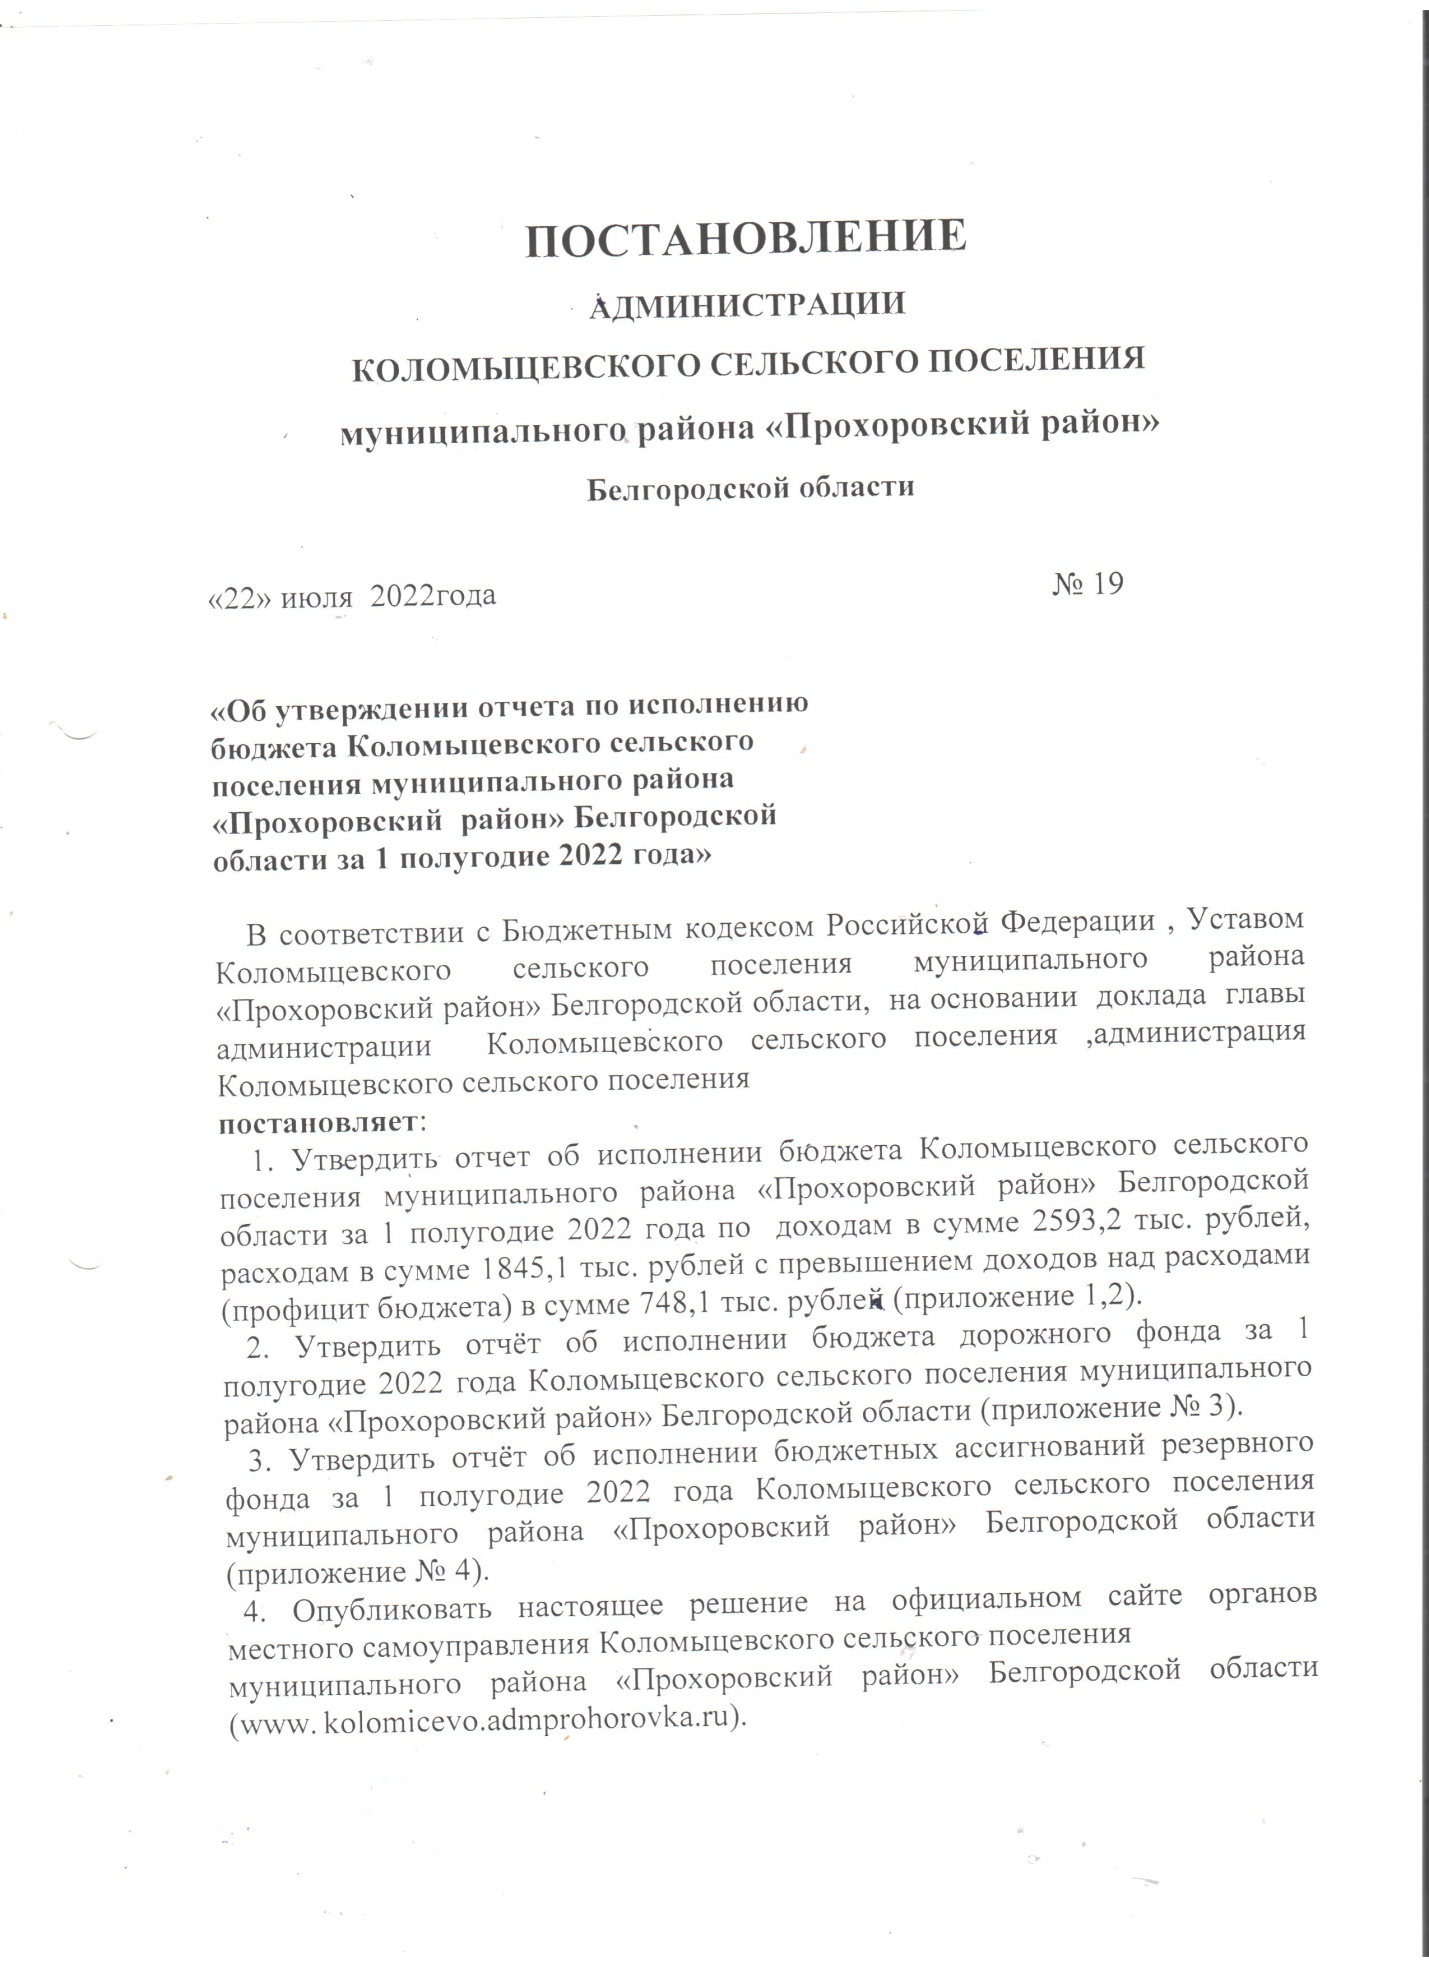 ПОСТАНОВЛЕНИЕ
АДМИНИСТРАЦИИ
КОЛОМЫЦЕВСКОГО СЕЛЬСКОГО ПОСЕЛЕНИЯ
муниципального района «Прохоровский район»
Белгородской области
«22» июля 2022года № 19
«Об утверждении отчета по исполнению
бюджета Коломыцевского сельского
поселения муниципального района
«Прохоровский район» Белгородской
области за 1 полугодие 2022 года»
В соответствии с Бюджетным кодексом Российской Федерации , Уставом
Коломыцевского сельского поселения муниципального района
«Прохоровский район» Белгородской области, на основании доклада главы
администрации Коломыцевского сельского поселения ,администрация
Коломыцевского сельского поселения
постановляет:
1. Утвердить отчет об исполнении бюджета Коломыцевского сельского
поселения муниципального района «Прохоровский район» Белгородской
области за 1 полугодие 2022 года по доходам в сумме 2593,2 тыс. рублей,
расходам в сумме 1845,1 тыс. рублей с превышением доходов над расходами
(профицит бюджета) в сумме 748,1 тыс. рублей (приложение 1,2).
2. Утвердить отчёт об исполнении бюджета дорожного фонда за 1
полугодие 2022 года Коломыцевского сельского поселения муниципального
района «Прохоровский район» Белгородской области (приложение № 3).
3. Утвердить отчёт об исполнении бюджетных ассигнований резервного
фонда за 1 полугодие 2022 года Коломыцевского сельского поселения
муниципального района «Прохоровский район» Белгородской области
(приложение № 4).
4. Опубликовать настоящее решение на официальном сайте органов
местного самоуправления Коломыцевского сельского поселения
муниципального района «Прохоровский район» Белгородской области
(www. kolomicevo.admprohorovka.ru).